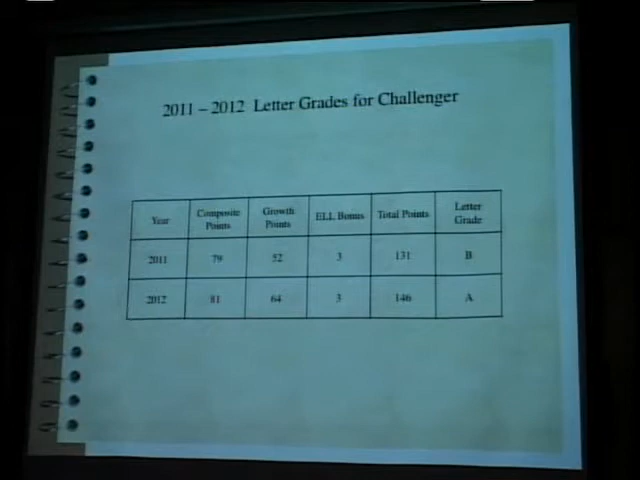 2011 – 2012 Letter Grades for Challenger
Year Composite Points Growth Points ELL Bonus Total Points Letter Grade
2011 79 52 3 131 B
2012 81 64 3 146 A